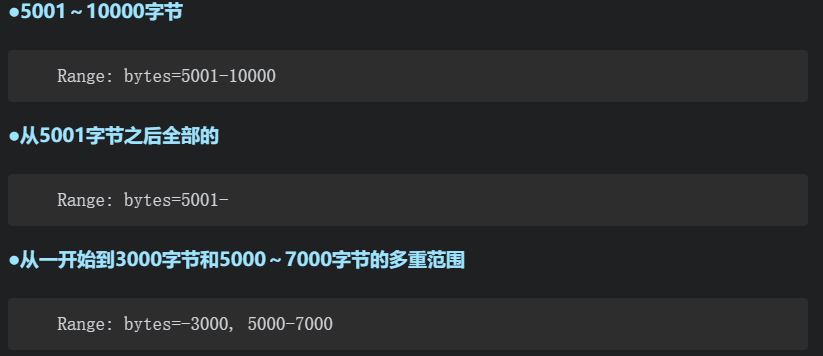 ●5001～10000字节
Range: bytes=5001-10000
●从5001字节之后全部的
Range: bytes=5001-
●从一开始到3000字节和5000～7000字节的多重范围
Range: bytes=-3000, 5000-7000